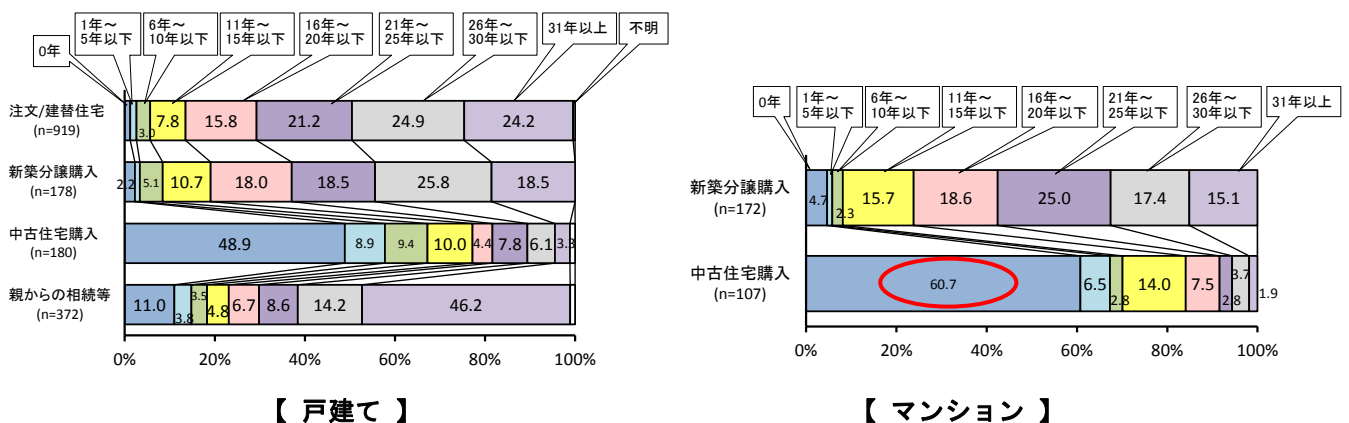 0年
1年～
5年以下
6年～
10年以下
11年～
15年以下
16年～
20年以下
21年～
25年以下
26年～
30年以下
31年以上
不明
注文/建替住宅
(n=919)
3.0
7.8
15.8
21.2
24.9
24.2
新築分譲購入
(n=178)
2.2
5.1
10.7
18.0
18.5
25.8
18.5
中古住宅購入
(n=180)
48.9
8.9
9.4
10.0
4.4
7.8
6.1
3.3
親からの相続等
(n=372)
11.0
3.8
3.5
4.8
6.7
8.6
14.2
46.2
0%
20%
40%
60%
80%
100%
【 戸建て 】
0年
1年～
5年以下
6年～
10年以下
11年～
15年以下
16年～
20年以下
21年～
25年以下
26年～
30年以下
31年以上
新築分譲購入
(n=172)
4.7
2.3
15.7
18.6
25.0
17.4
15.1
中古住宅購入
(n=107)
60.7
6.5
2.8
14.0
7.5
2.8
3.7
1.9
0%
20%
40%
60%
80%
100%
【 マンション 】